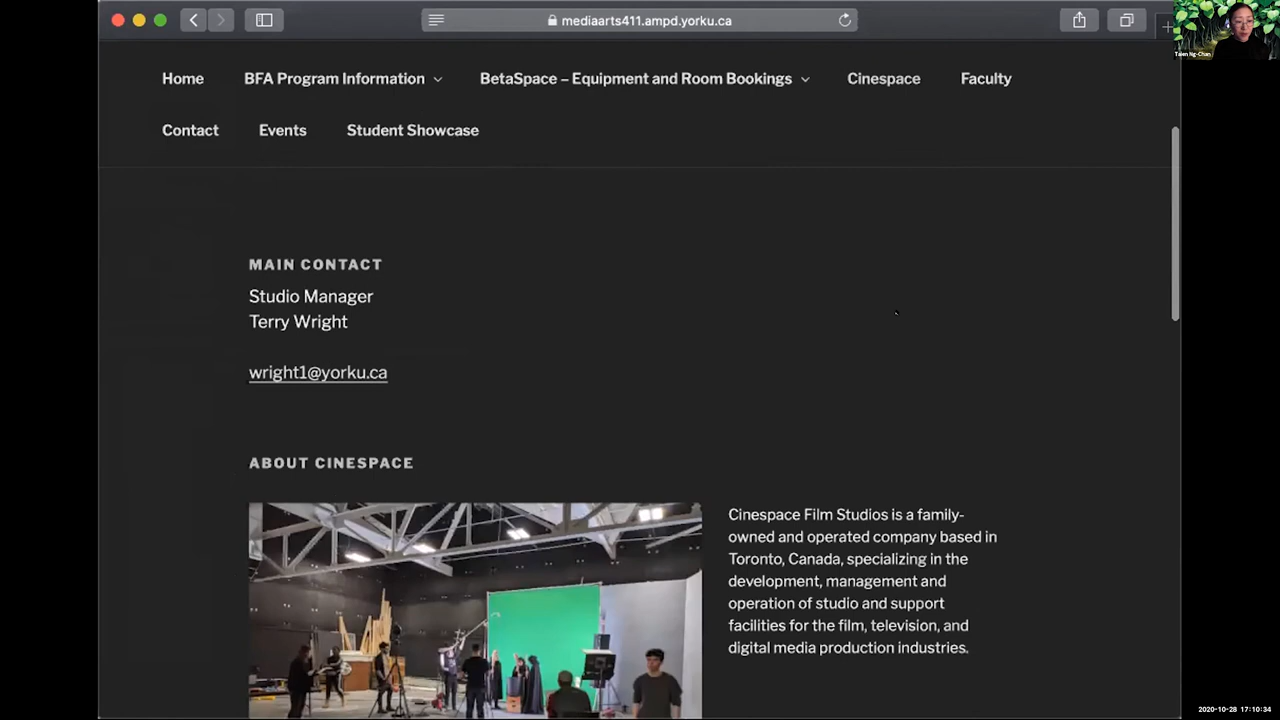 mediaarts411.ampd.yorku.ca
Taien Ng-Chan
Home BFA Program Information BetaSpace – Equipment and Room Bookings Cinespace Faculty
Contact Events Student Showcase
MAIN CONTACT
Studio Manager
Terry Wright
wright1@yorku.ca
ABOUT CINESPACE
Cinespace Film Studios is a family-
owned and operated company based in
Toronto, Canada, specializing in the
development, management and
operation of studio and support
facilities for the film, television, and
digital media production industries.
2020-10-28 17:10:34